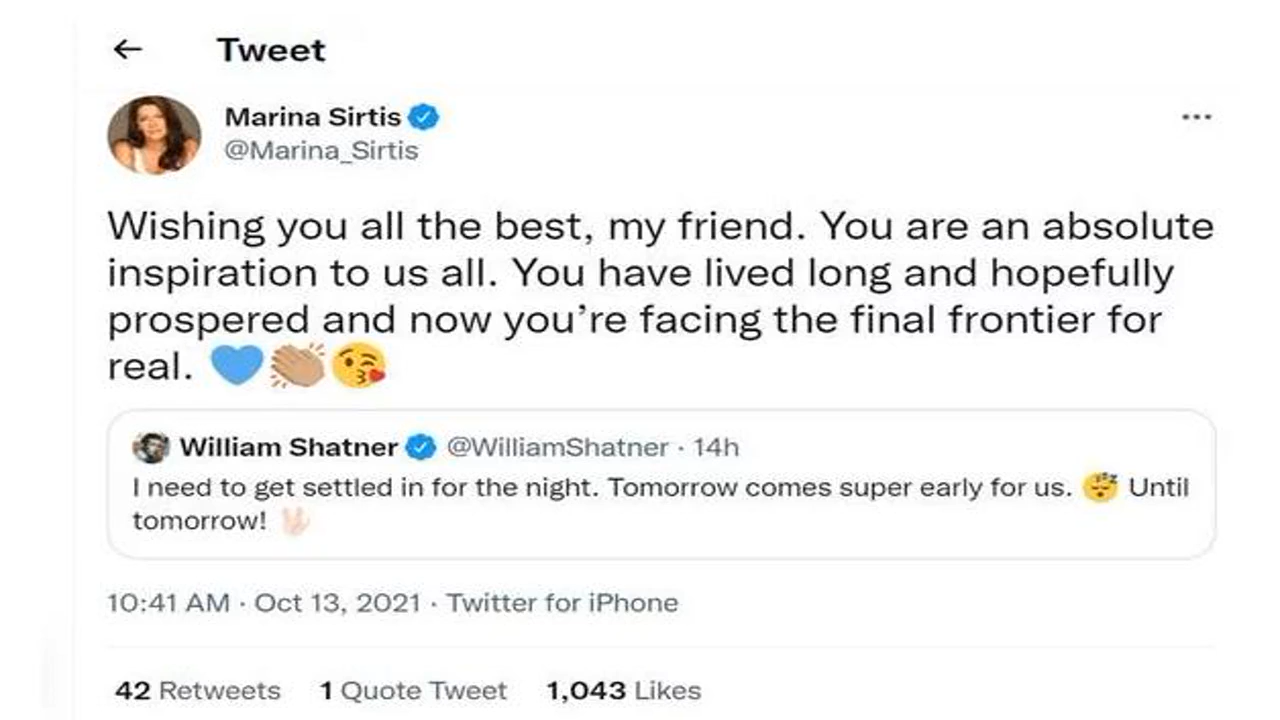 Tweet
Marina Sirtis
@Marina_Sirtis
Wishing you all the best, my friend. You are an absolute
inspiration to us all. You have lived long and hopefully
prospered and now you’re facing the final frontier for
real. 💙👏🏼😘
William Shatner @WilliamShatner · 14h
I need to get settled in for the night. Tomorrow comes super early for us. 😴 Until
tomorrow! 🖖🏻
10:41 AM · Oct 13, 2021 · Twitter for iPhone
42 Retweets 1 Quote Tweet 1,043 Likes